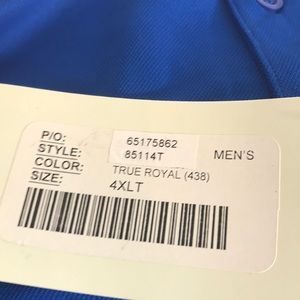 P/O: 65175862
STYLE: 85114T MEN'S
COLOR: TRUE ROYAL (438)
SIZE: 4XLT